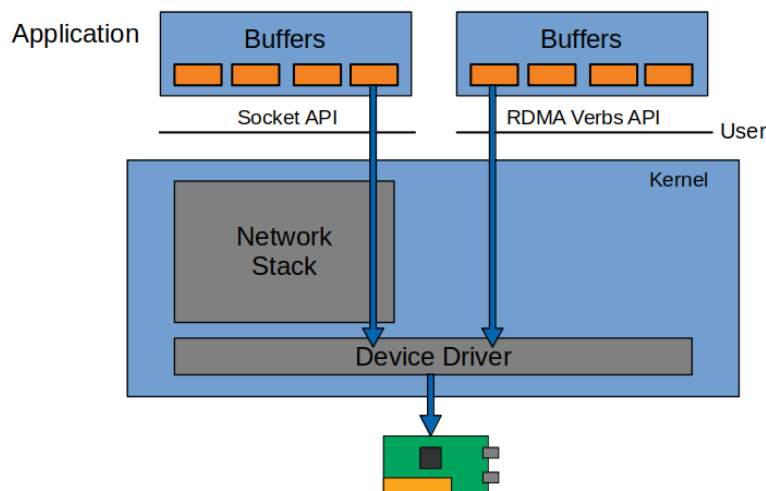 Application
Buffers
Buffers
Socket API
RDMA Verbs API
User
Kernel
Network
Stack
Device Driver